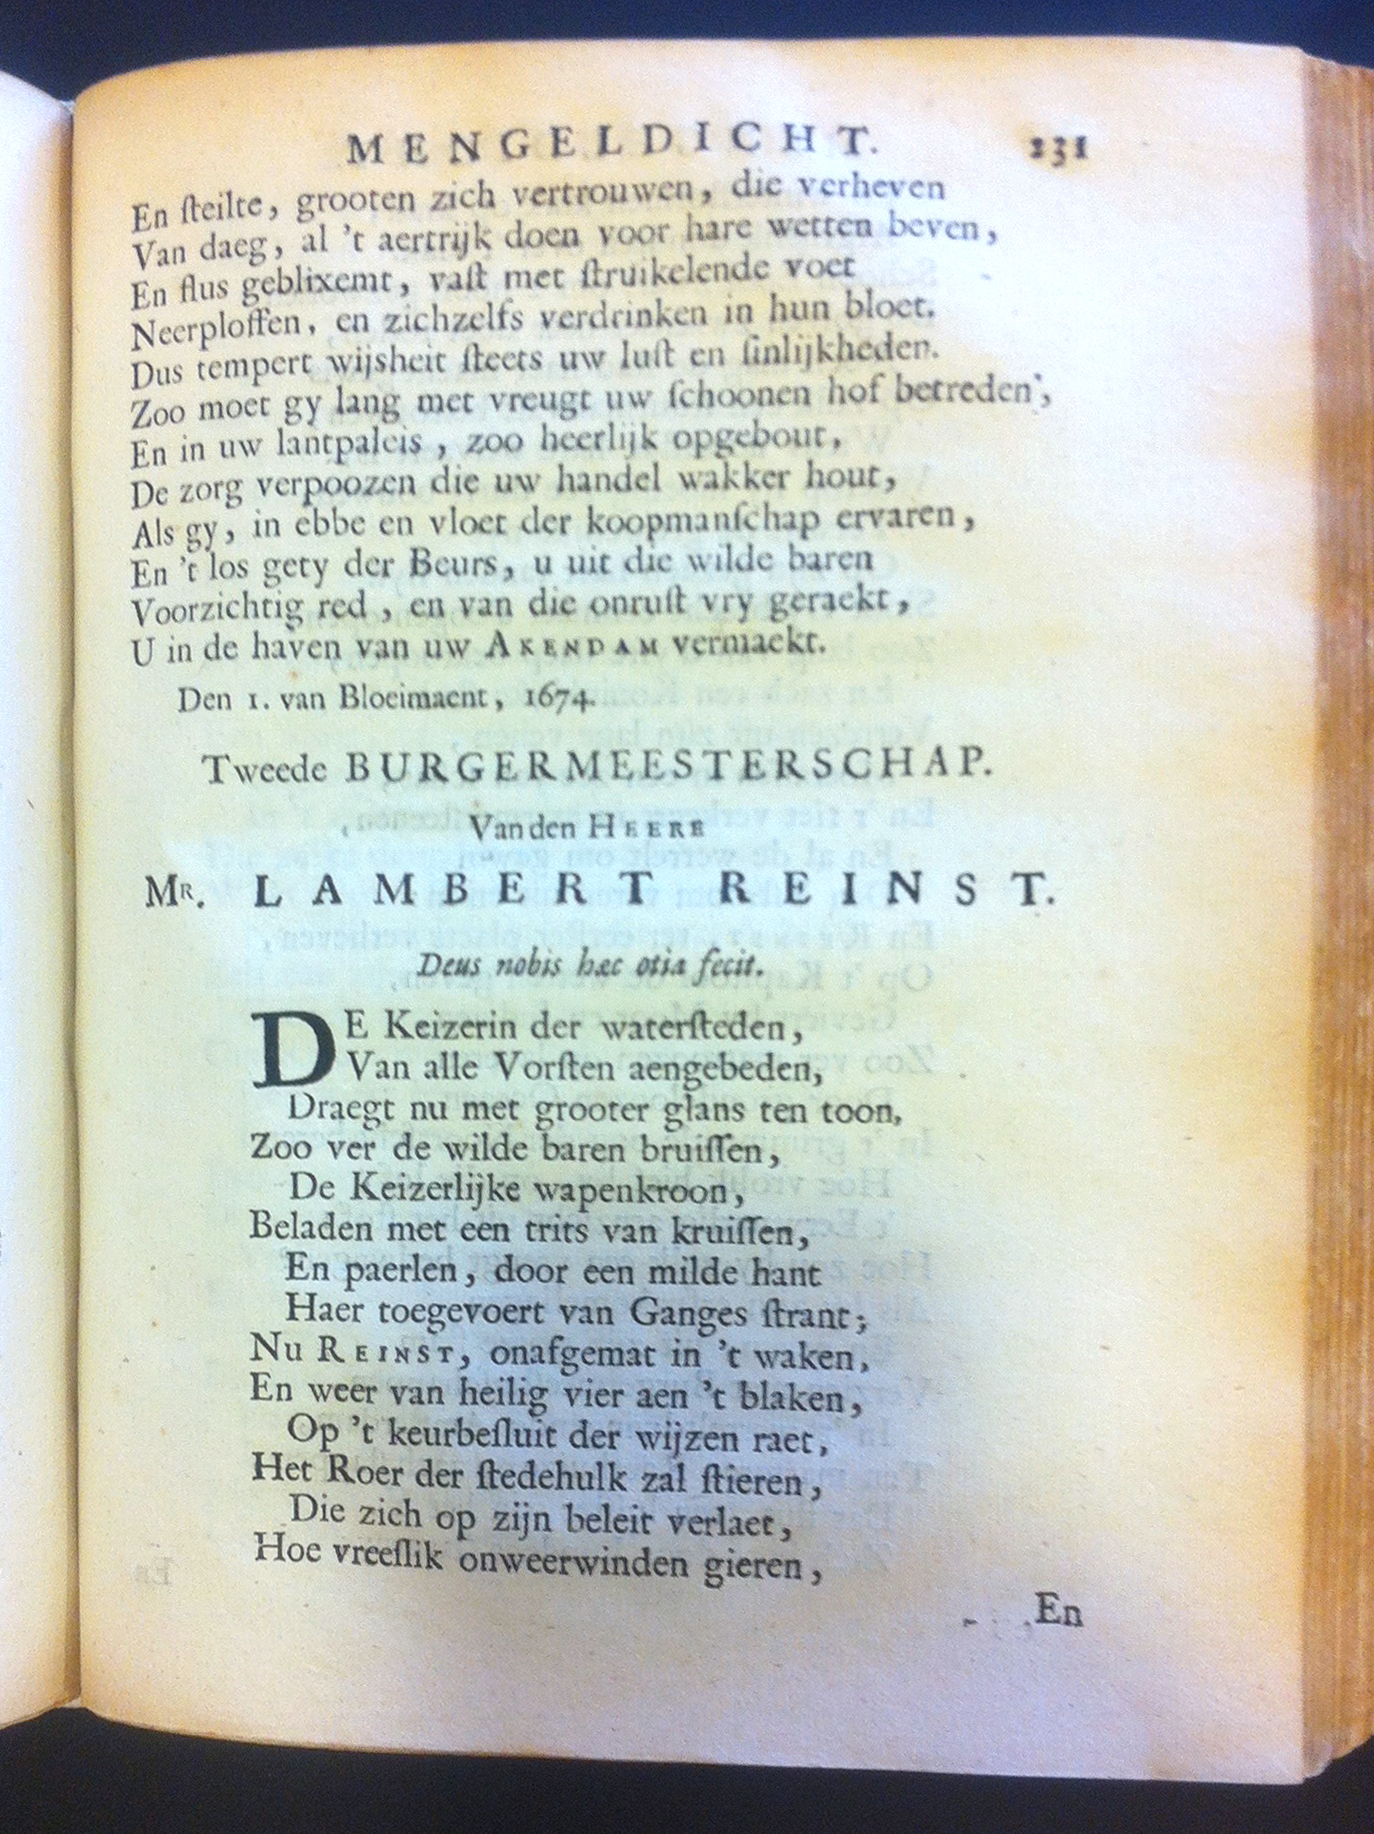 MENGELDICHT. 231
En ſteilte, grooten zich vertrouwen, die verheven
Van daeg, al 't aertrijk doen voor hare wetten beven,
En flus geblixemt, vaſt met ſtruikelende voet
Neerploffen, en zichzelfs verdrinken in hun bloet.
Dus tempert wijsheit ſteets uw luſt en ſinlijkheden.
Zoo moet gy lang met vreugt uw ſchoonen hof betreden,
En in uw lantpaleis, zoo heerlijk opgebout,
De zorg verpoozen die uw handel wakker hout,
Als gy, in ebbe en vloet der koopmanſchap ervaren,
En 't los gety der Beurs, u uit die wilde baren
Voorzichtig red, en van die onruſt vry geraekt,
U in de haven van uw AKENDAM vermaekt.
Den 1. van Bloeimaent, 1674.
Tweede BURGERMEESTERSCHAP.
Van den HEERE
MR. LAMBERT REINST.
Deus nobis hæc otia fecit.
DE Keizerin der waterſteden,
Van alle Vorſten aengebeden,
Draegt nu met grooter glans ten toon,
Zoo ver de wilde baren bruiſſen,
De Keizerlijke wapenkroon,
Beladen met een trits van kruiſſen,
En paerlen, door een milde hant
Haer toegevoert van Ganges ſtrant;
Nu REINST, onafgemat in 't waken,
En weer van heilig vier aen 't blaken,
Op 't keurbeſluit der wijzen raet,
Het Roer der ſtedehulk zal ſtieren,
Die zich op zijn beleit verlaet,
Hoe vreeſlik onweerwinden gieren,
En